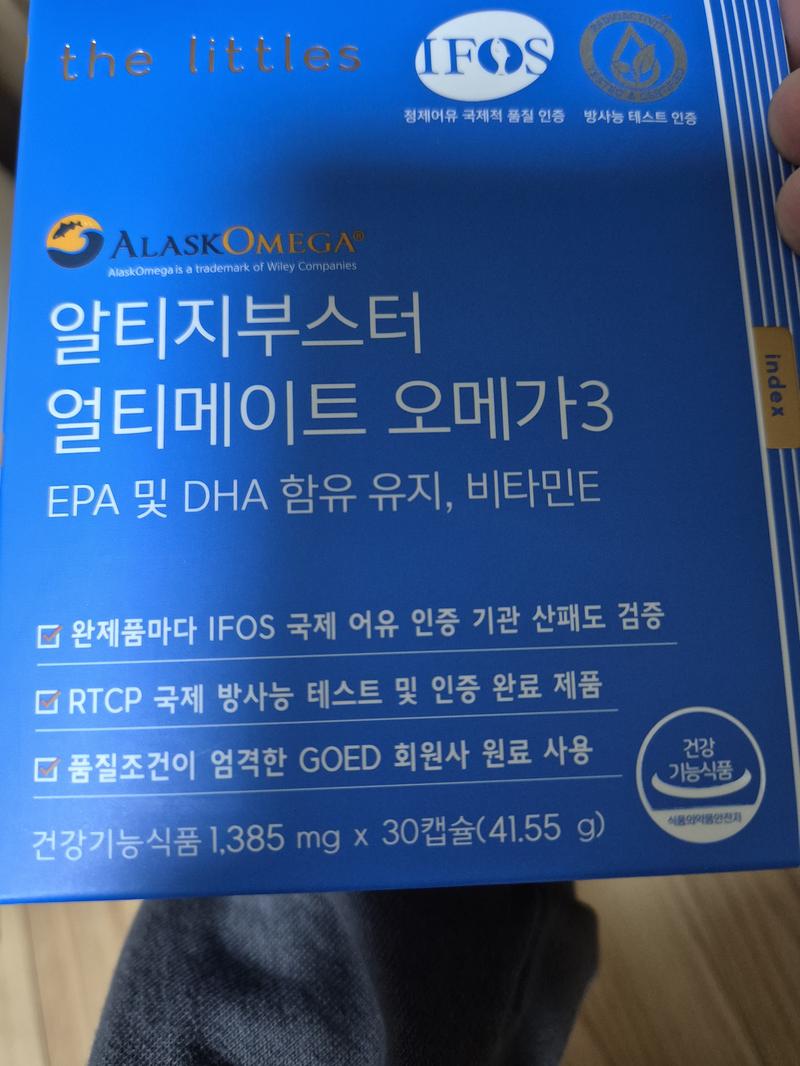 the littles
IFOS
정제어유 국제적 품질 인증
방사능 테스트 인증
ALASKOMEGA®
AlaskOmega is a trademark of Wiley Companies
알티지부스터
얼티메이트 오메가3
EPA 및 DHA 함유 유지, 비타민E
index
완제품마다 IFOS 국제 어유 인증 기관 산패도 검증
RTCP 국제 방사능 테스트 및 인증 완료 제품
품질조건이 엄격한 GOED 회원사 원료 사용
건강
기능식품
식품의약품안전처
건강기능식품 1,385 mg x 30캡슐(41.55 g)